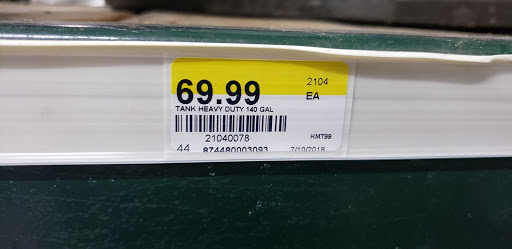 69.99 2104
EA
TANK HEAVY DUTY 140 GAL
21040078 KMT99
44 874480003093 7/10/2018